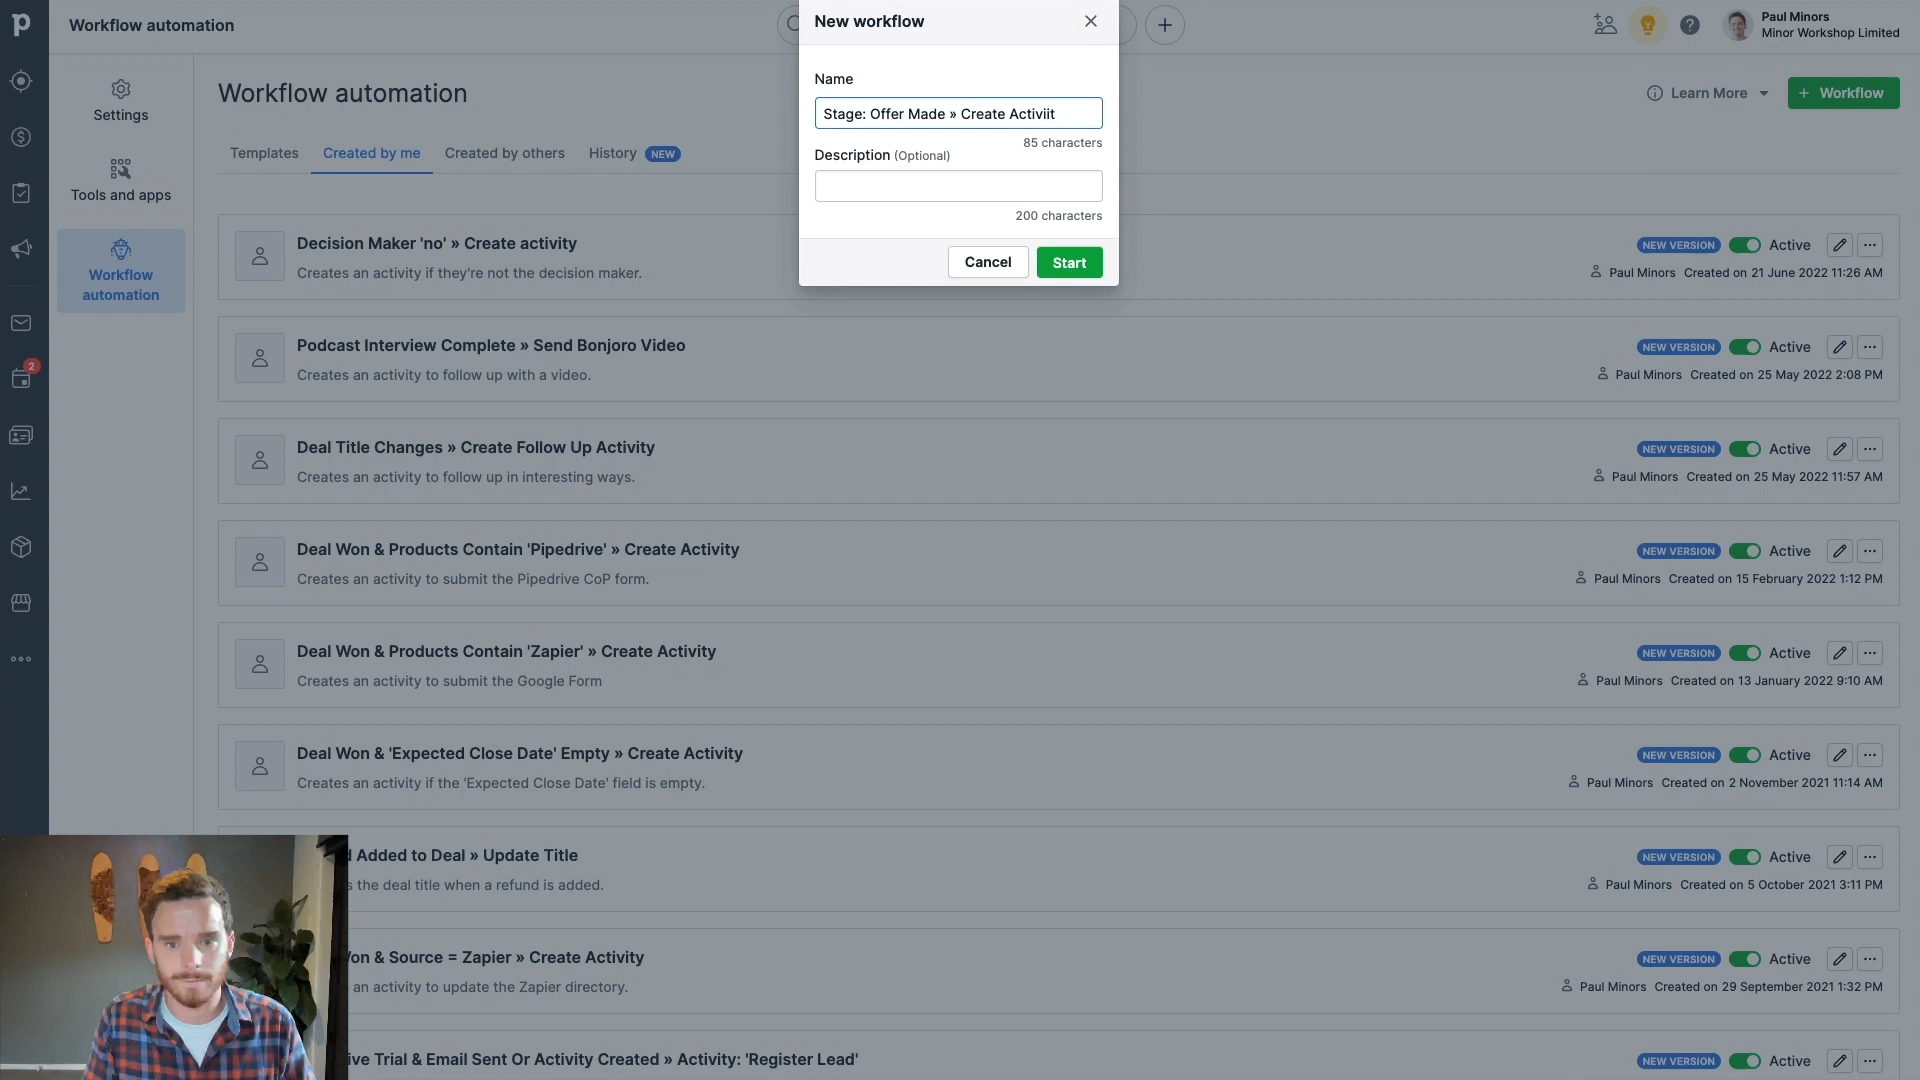 Workflow automation
New workflow
Paul Minors
Minor Workshop Limited
Settings
Tools and apps
Workflow
automation
Workflow automation
Learn More
+ Workflow
Templates
Created by me
Created by others
History NEW
Name
Stage: Offer Made » Create Activiit
85 characters
Description (Optional)
200 characters
Cancel
Start
Decision Maker 'no' » Create activity
Creates an activity if they're not the decision maker.
NEW VERSION Active
Paul Minors Created on 21 June 2022 11:26 AM
Podcast Interview Complete » Send Bonjoro Video
Creates an activity to follow up with a video.
NEW VERSION Active
Paul Minors Created on 25 May 2022 2:08 PM
2
Deal Title Changes » Create Follow Up Activity
Creates an activity to follow up in interesting ways.
NEW VERSION Active
Paul Minors Created on 25 May 2022 11:57 AM
Deal Won & Products Contain 'Pipedrive' » Create Activity
Creates an activity to submit the Pipedrive CoP form.
NEW VERSION Active
Paul Minors Created on 15 February 2022 1:12 PM
Deal Won & Products Contain 'Zapier' » Create Activity
Creates an activity to submit the Google Form
NEW VERSION Active
Paul Minors Created on 13 January 2022 9:10 AM
Deal Won & 'Expected Close Date' Empty » Create Activity
Creates an activity if the 'Expected Close Date' field is empty.
NEW VERSION Active
Paul Minors Created on 2 November 2021 11:14 AM
d Added to Deal » Update Title
s the deal title when a refund is added.
NEW VERSION Active
Paul Minors Created on 5 October 2021 3:11 PM
on & Source = Zapier » Create Activity
an activity to update the Zapier directory.
NEW VERSION Active
Paul Minors Created on 29 September 2021 1:32 PM
ive Trial & Email Sent Or Activity Created » Activity: 'Register Lead'
NEW VERSION Active